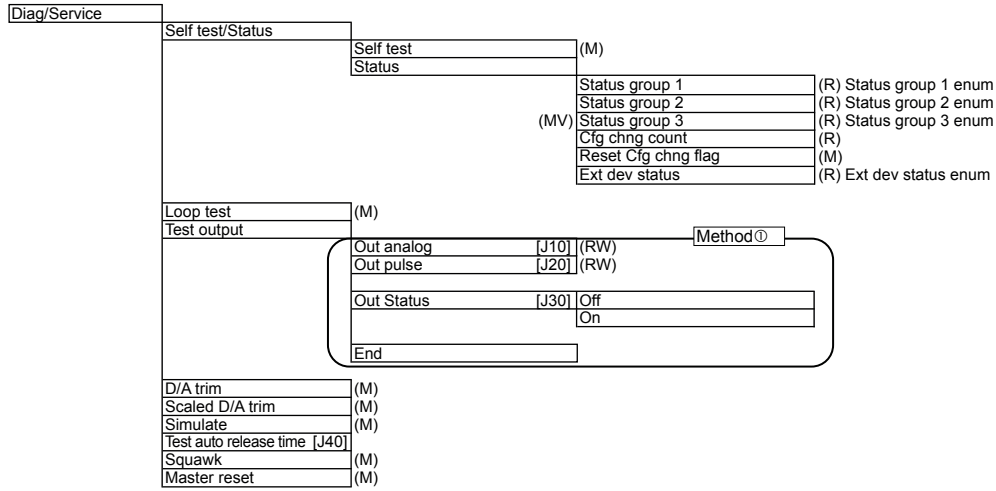 Diag/Service
Self test/Status
Self test (M)
Status
Status group 1 (R) Status group 1 enum
Status group 2 (R) Status group 2 enum
(MV) Status group 3 (R) Status group 3 enum
Cfg chng count (R)
Reset Cfg chng flag (M)
Ext dev status (R) Ext dev status enum
Loop test (M)
Test output
Method①
Out analog [J10] (RW)
Out pulse [J20] (RW)
Out Status [J30] Off
On
End
D/A trim (M)
Scaled D/A trim (M)
Simulate (M)
Test auto release time [J40]
Squawk (M)
Master reset (M)